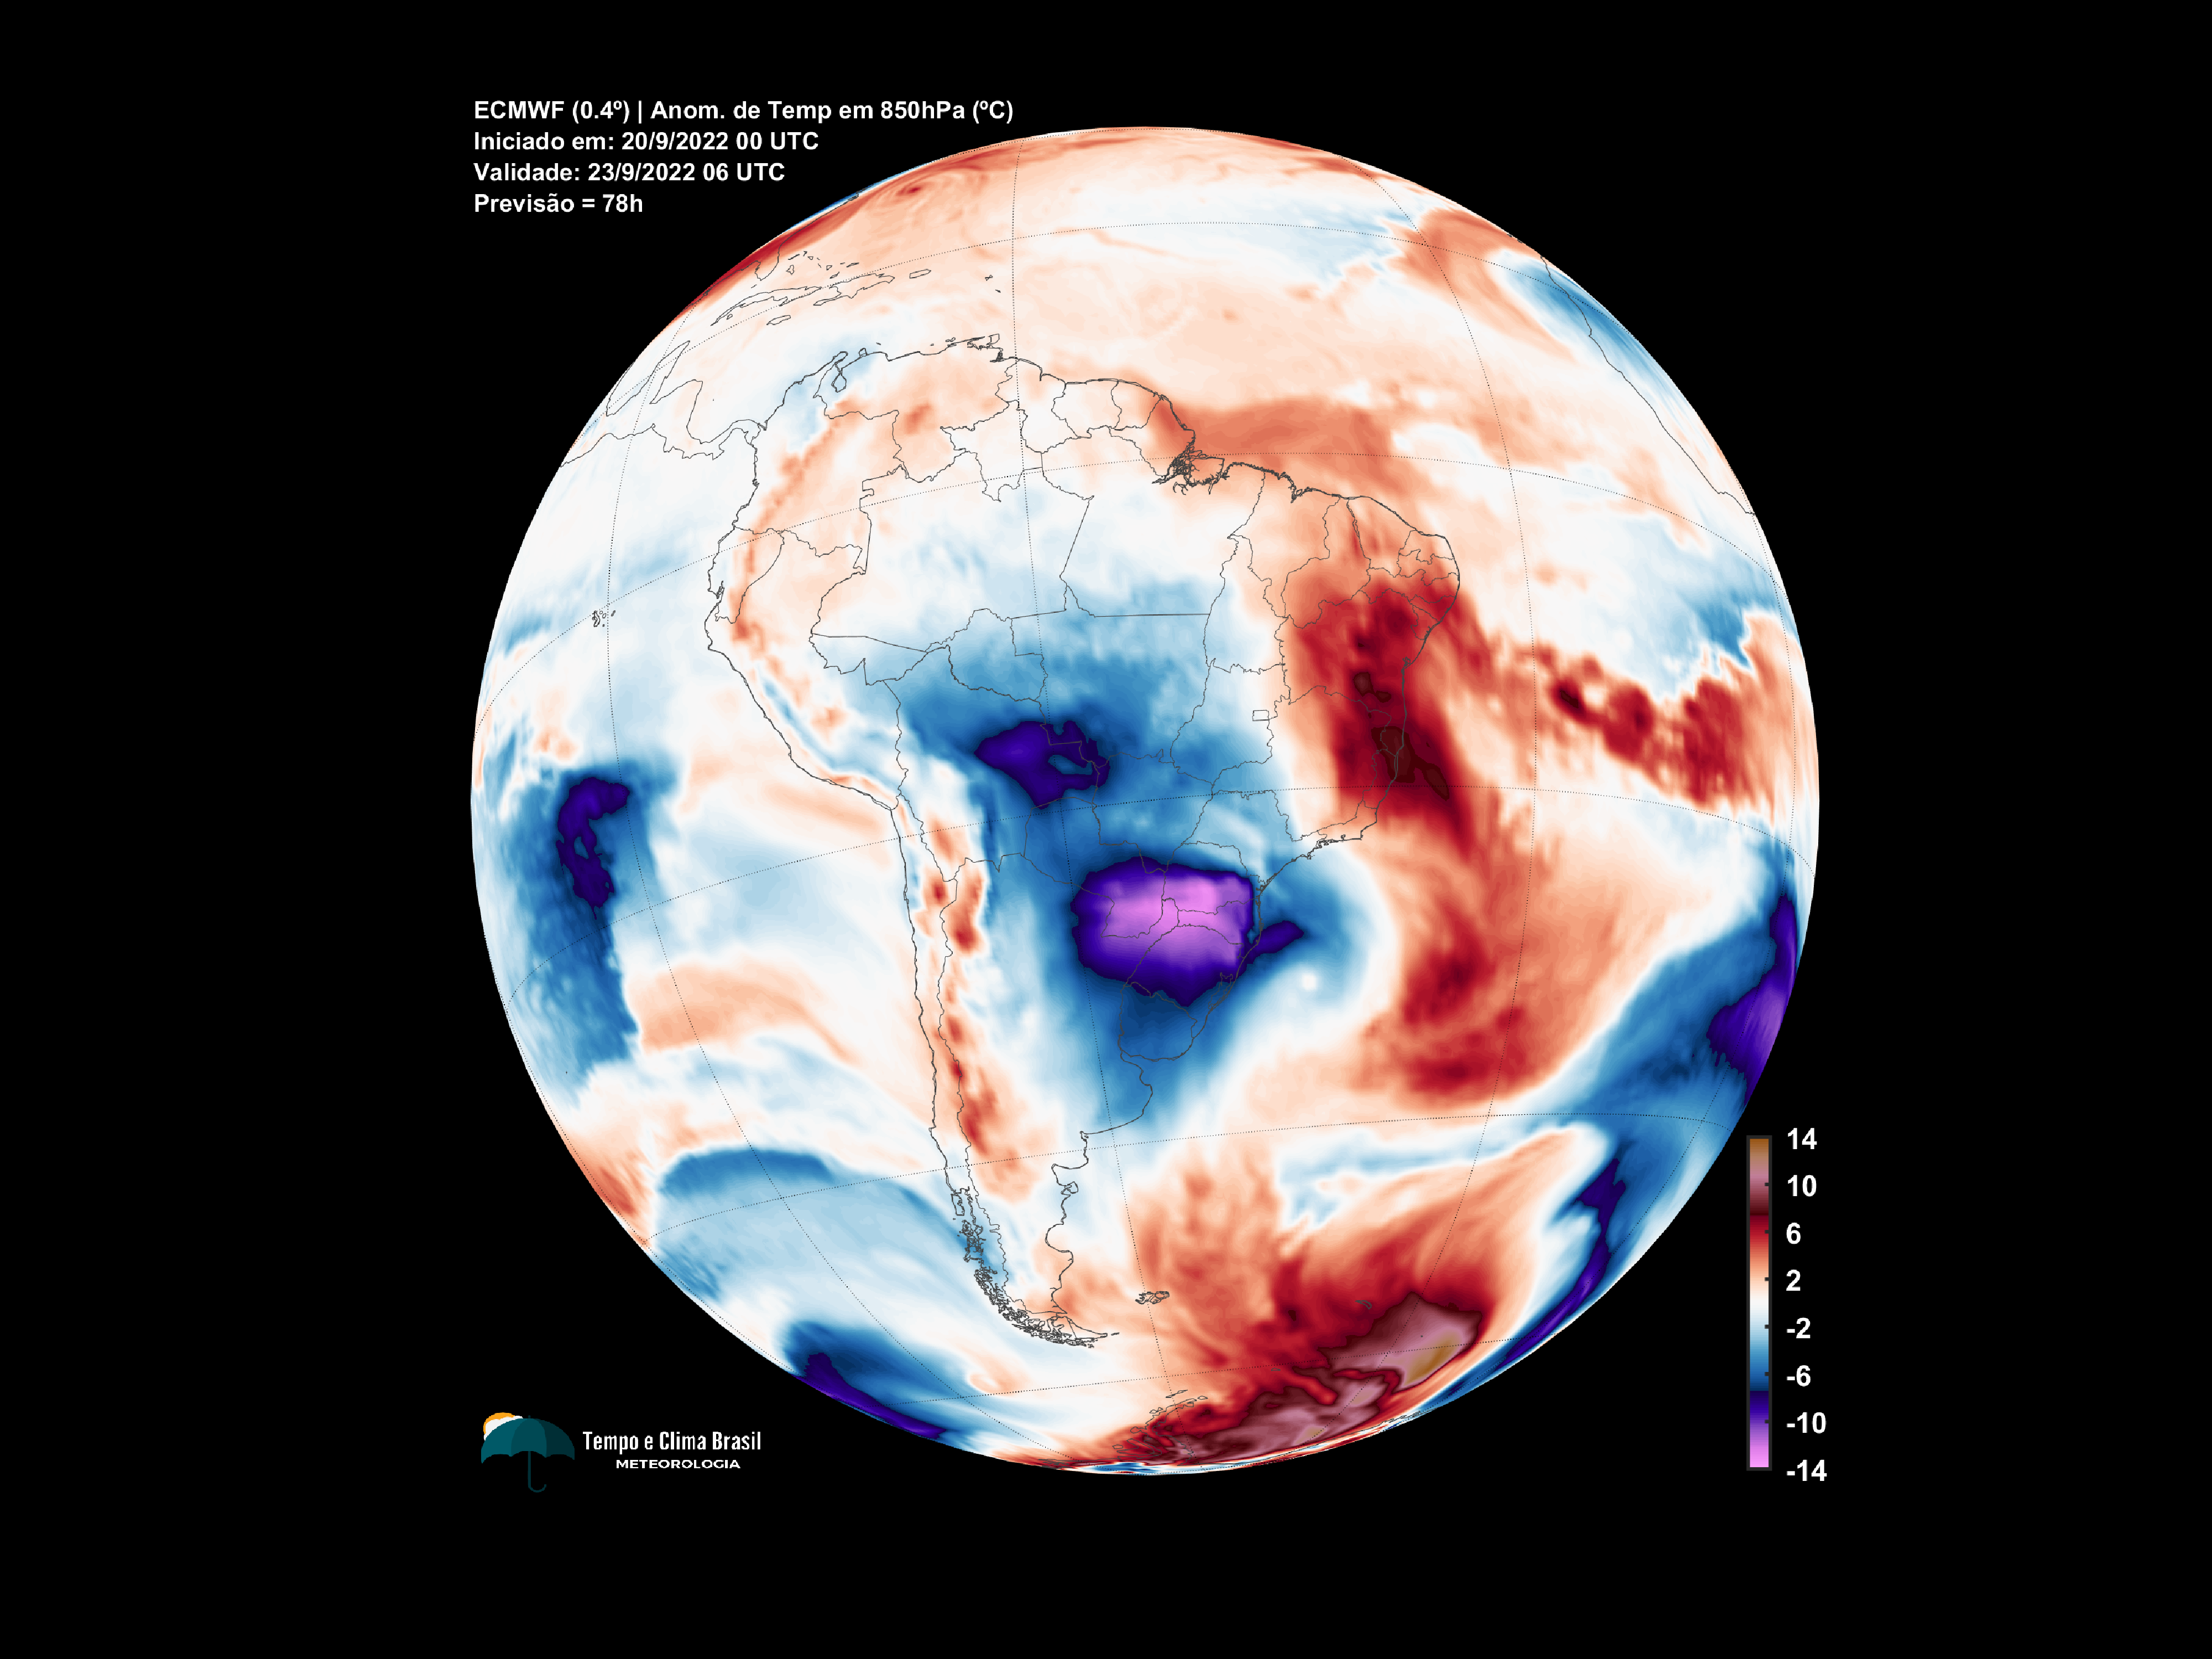 ECMWF (0.4º) | Anom. de Temp em 850hPa (ºC)
Iniciado em: 20/9/2022 00 UTC
Validade: 23/9/2022 06 UTC
Previsão = 78h
14
10
6
2
-2
-6
-10
-14
Tempo e Clima Brasil
METEOROLOGIA